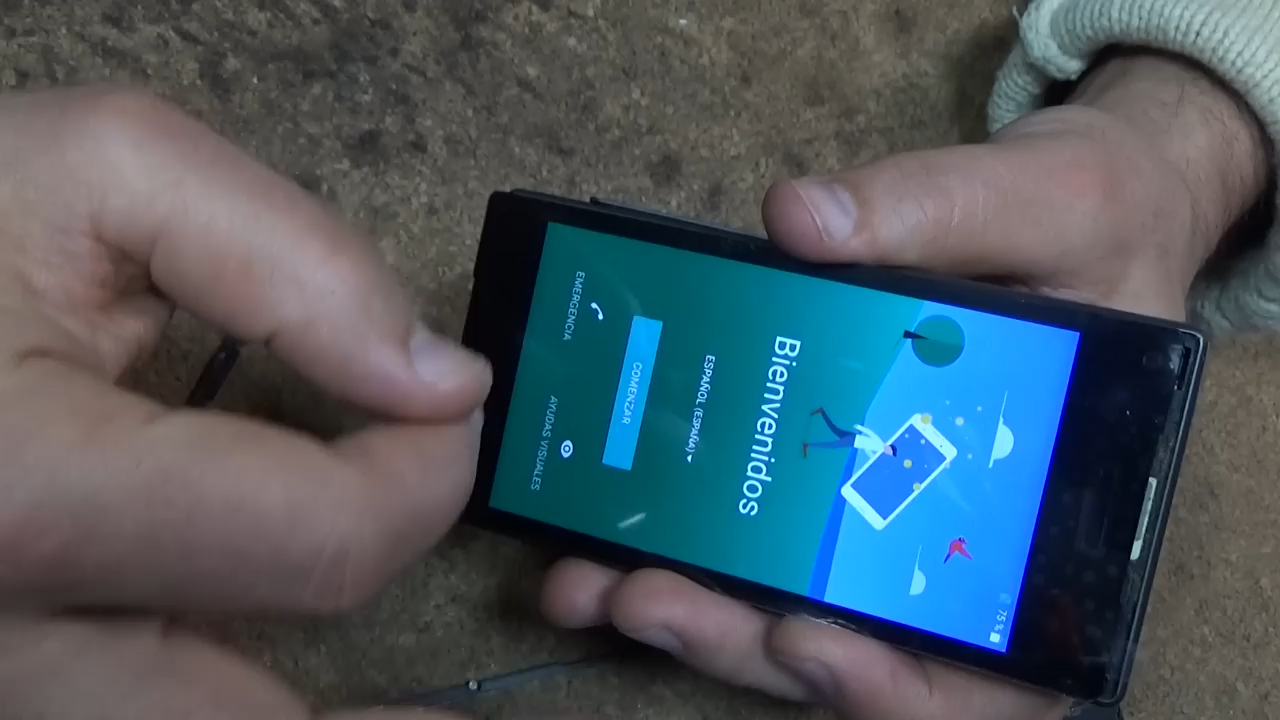 75 %
Bienvenidos
ESPAÑOL (ESPAÑA)
COMENZAR
EMERGENCIA
AYUDAS VISUALES